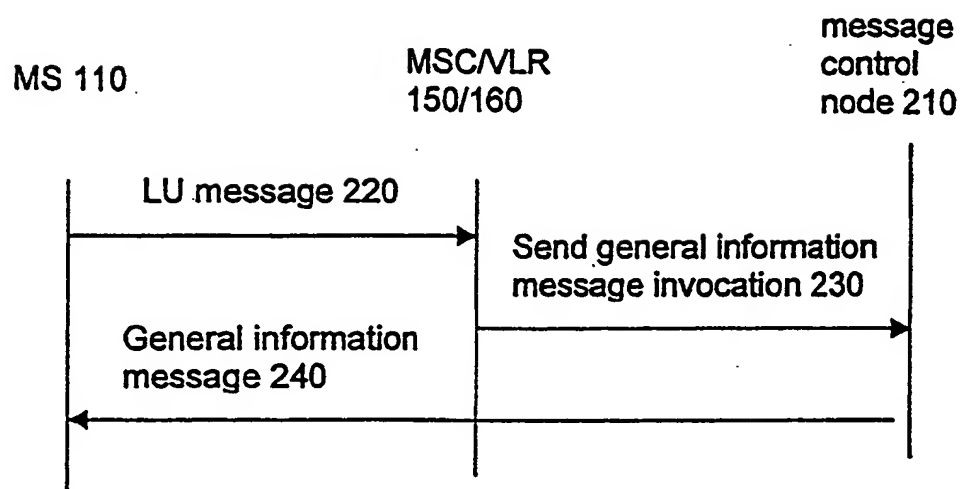 MS 110
MSC/VLR
150/160
message
control
node 210
LU message 220
Send general information
message invocation 230
General information
message 240